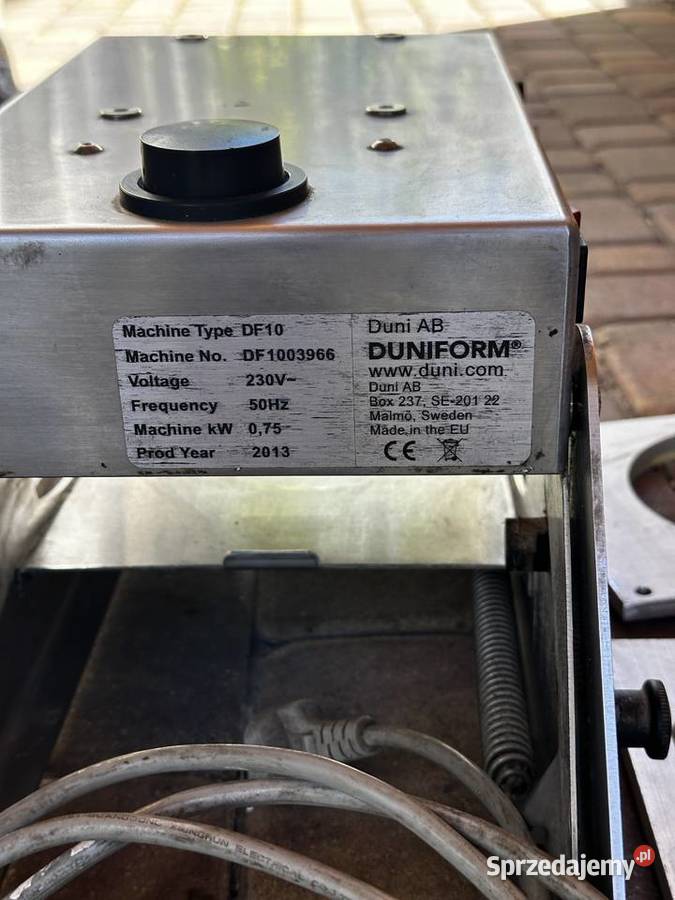 Machine Type DF10
Machine No. DF1003966
Voltage 230V~
Frequency 50Hz
Machine kW 0,75
Prod Year 2013
Duni AB
DUNIFORM®
www.duni.com
Duni AB
Box 237, SE-201 22
Malmö, Sweden
Made in the EU
CE
ELECTRICAL CO.
Sprzedajemy.pl